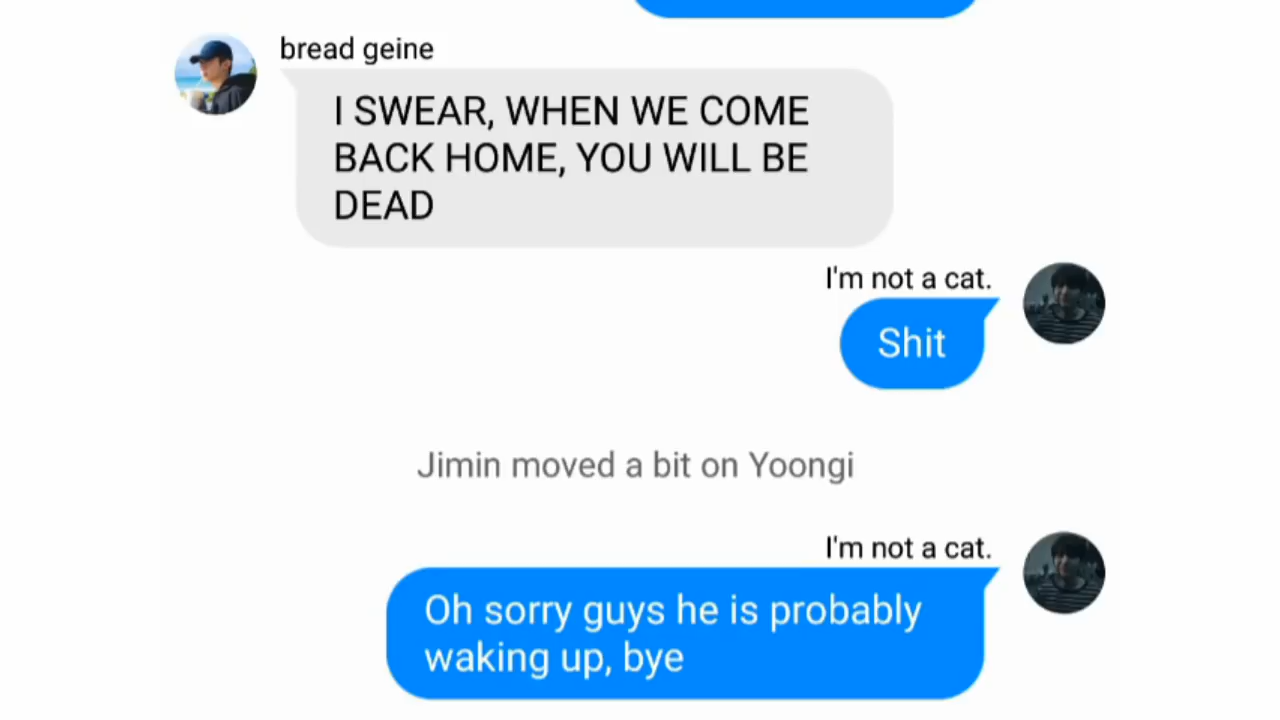 bread geine
I SWEAR, WHEN WE COME
BACK HOME, YOU WILL BE
DEAD
I'm not a cat.
Shit
Jimin moved a bit on Yoongi
I'm not a cat.
Oh sorry guys he is probably
waking up, bye